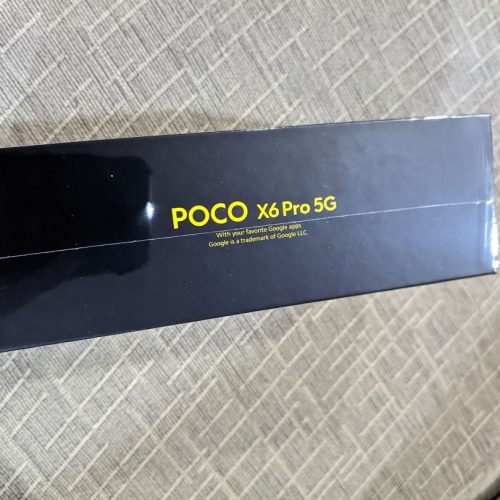 POCO X6 Pro 5G
With your favorite Google apps
Google is a trademark of Google LLC.